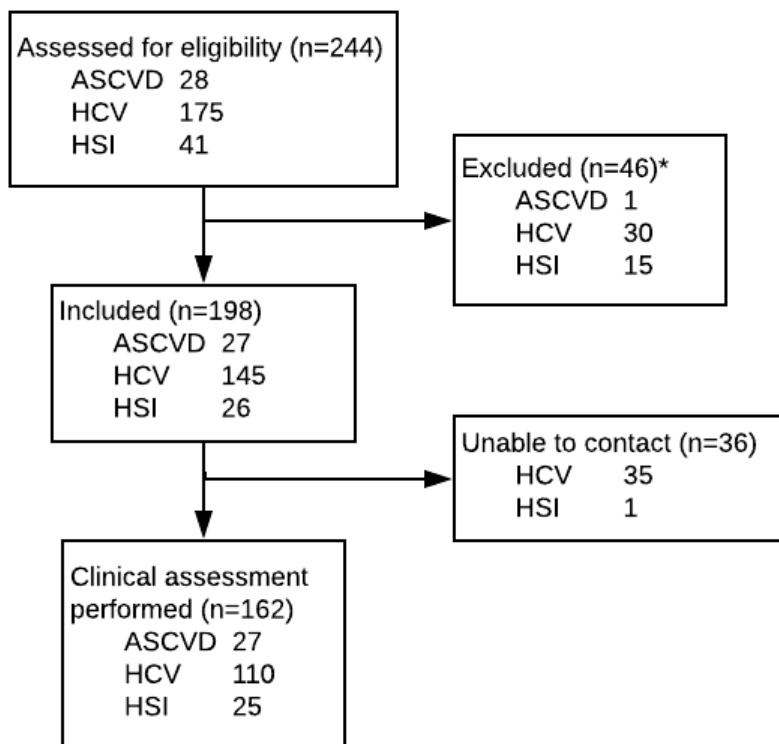 Assessed for eligibility (n=244)
ASCVD 28
HCV 175
HSI 41
Excluded (n=46)*
ASCVD 1
HCV 30
HSI 15
Included (n=198)
ASCVD 27
HCV 145
HSI 26
Unable to contact (n=36)
HCV 35
HSI 1
Clinical assessment
performed (n=162)
ASCVD 27
HCV 110
HSI 25